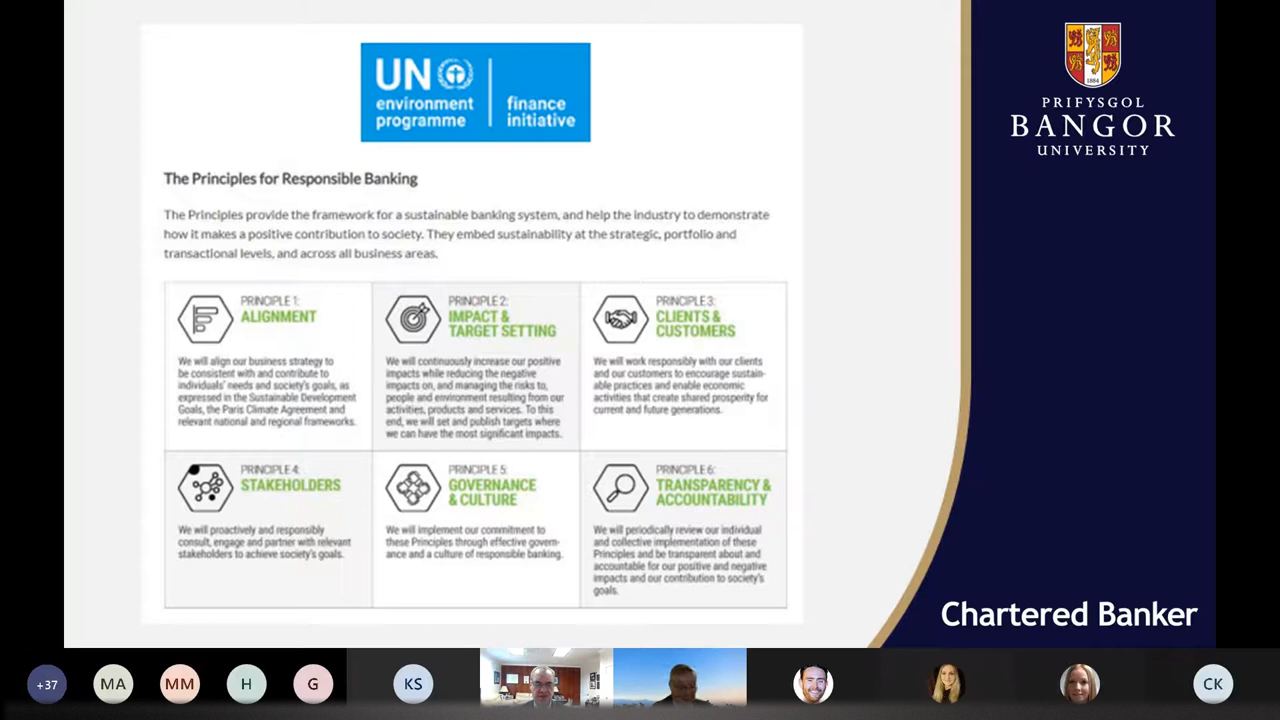 UN
environment
programme
finance
initiative
The Principles for Responsible Banking
The Principles provide the framework for a sustainable banking system, and help the industry to demonstrate
how it makes a positive contribution to society. They embed sustainability at the strategic, portfolio and
transactional levels, and across all business areas.
PRINCIPLE 1:
ALIGNMENT
We will align our business strategy to
be consistent with and contribute to
individuals' needs and society's goals, as
expressed in the Sustainable Development
Goals, the Paris Climate Agreement and
relevant national and regional frameworks.
PRINCIPLE 2:
IMPACT &
TARGET SETTING
We will continuously increase our positive
impacts while reducing the negative
impacts on, and managing the risks to,
people and environment resulting from our
activities, products and services. To this
end, we will set and publish targets where
we can have the most significant impacts.
PRINCIPLE 3:
CLIENTS &
CUSTOMERS
We will work responsibly with our clients
and our customers to encourage sustain-
able practices and enable economic
activities that create shared prosperity for
current and future generations.
PRINCIPLE 4:
STAKEHOLDERS
We will proactively and responsibly
consult, engage and partner with relevant
stakeholders to achieve society's goals.
PRINCIPLE 5:
GOVERNANCE
& CULTURE
We will implement our commitment to
these Principles through effective gover-
nance and a culture of responsible banking.
PRINCIPLE 6:
TRANSPARENCY &
ACCOUNTABILITY
We will periodically review our individual
and collective implementation of these
Principles and be transparent about and
accountable for our positive and negative
impacts and our contribution to society's
goals.
1884
PRIFYSGOL
BANGOR
UNIVERSITY
Chartered Banker
+37
MA
MM
H
G
KS
CK